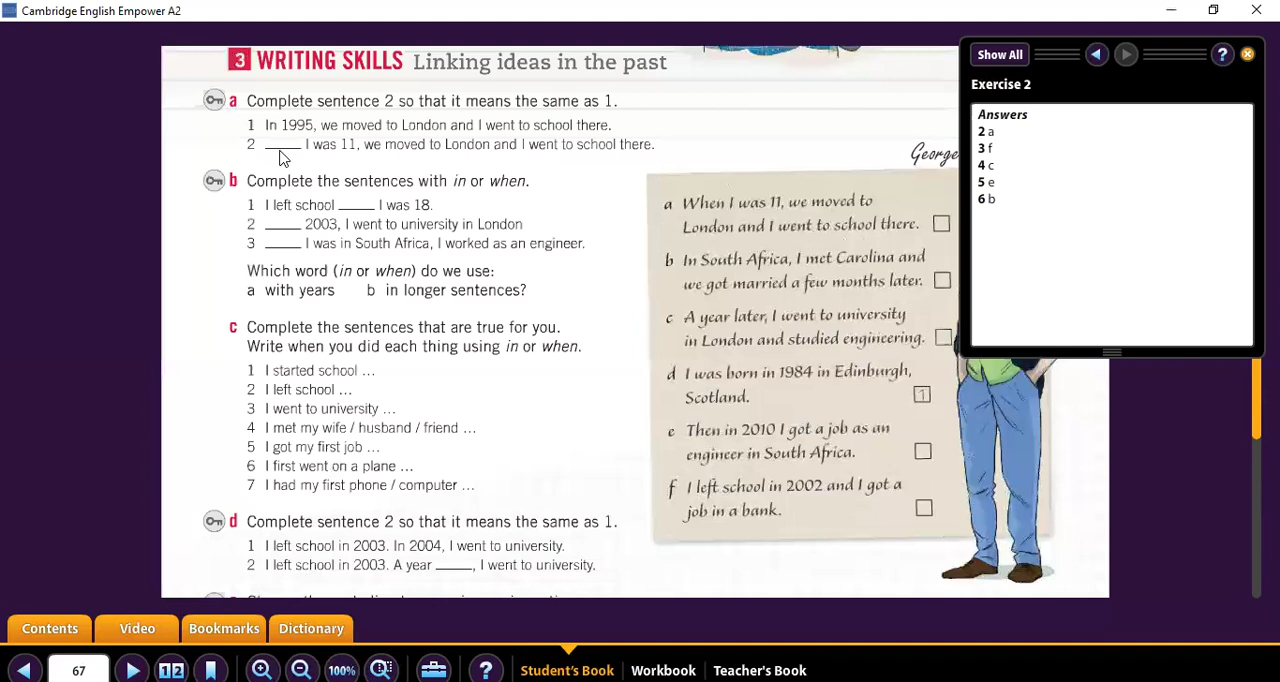 Cambridge English Empower A2
3 WRITING SKILLS Linking ideas in the past
a Complete sentence 2 so that it means the same as 1.
1 In 1995, we moved to London and I went to school there.
2 _____ I was 11, we moved to London and I went to school there.
b Complete the sentences with in or when.
1 I left school _____ I was 18.
2 _____ 2003, I went to university in London
3 _____ I was in South Africa, I worked as an engineer.
Which word (in or when) do we use:
a with years b in longer sentences?
c Complete the sentences that are true for you.
Write when you did each thing using in or when.
1 I started school ...
2 I left school ...
3 I went to university ...
4 I met my wife / husband / friend ...
5 I got my first job ...
6 I first went on a plane ...
7 I had my first phone / computer ...
d Complete sentence 2 so that it means the same as 1.
1 I left school in 2003. In 2004, I went to university.
2 I left school in 2003. A year _____, I went to university.
George
a When I was 11, we moved to
London and I went to school there.
b In South Africa, I met Carolina and
we got married a few months later.
c A year later, I went to university
in London and studied engineering.
d I was born in 1984 in Edinburgh,
Scotland. 1
e Then in 2010 I got a job as an
engineer in South Africa.
f I left school in 2002 and I got a
job in a bank.
Show All ?
Exercise 2
Answers
2 a
3 f
4 c
5 e
6 b
Contents Video Bookmarks Dictionary
67 12 100% ? Student's Book Workbook Teacher's Book